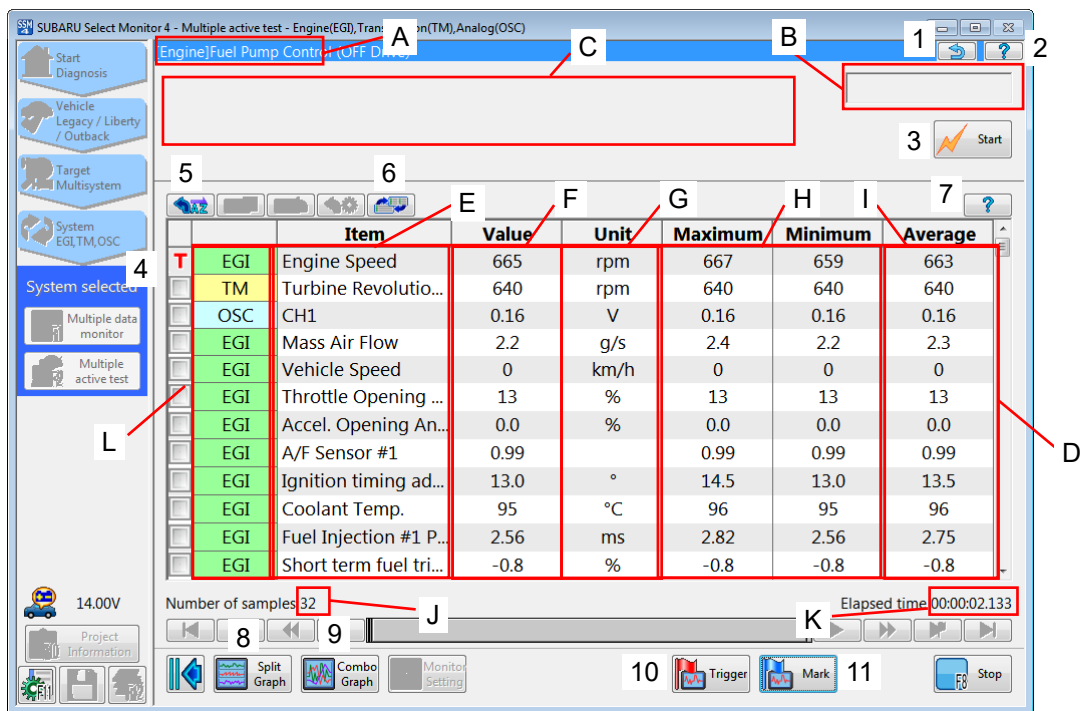 SUBARU Select Monitor 4 - Multiple active test - Engine(EGI),Trans on(TM),Analog(OSC)
A
C
B
1
2
[Engine]Fuel Pump Control (OFF Drive)
Start
Diagnosis
Vehicle
Legacy / Liberty
/ Outback
Target
Multisystem
System
EGI,TM,OSC
4
System selected
Multiple data
monitor
Multiple
active test
L
3
Start
5
6
7
E
F
G
H
I
Item Value Unit Maximum Minimum Average
T EGI Engine Speed 665 rpm 667 659 663
TM Turbine Revolutio... 640 rpm 640 640 640
OSC CH1 0.16 V 0.16 0.16 0.16
EGI Mass Air Flow 2.2 g/s 2.4 2.2 2.3
EGI Vehicle Speed 0 km/h 0 0 0
EGI Throttle Opening ... 13 % 13 13 13
EGI Accel. Opening An... 0.0 % 0.0 0.0 0.0
EGI A/F Sensor #1 0.99 0.99 0.99 0.99
EGI Ignition timing ad... 13.0 ° 14.5 13.0 13.5
EGI Coolant Temp. 95 °C 96 95 96
EGI Fuel Injection #1 P... 2.56 ms 2.82 2.56 2.75
EGI Short term fuel tri... -0.8 % -0.8 -0.8 -0.8
D
14.00V
Number of samples 32
J
Elapsed time 00:00:02.133
K
Project
Information
8
9
F11
Split
Graph
Combo
Graph
Monitor
Setting
10
Trigger
Mark
11
F8
Stop